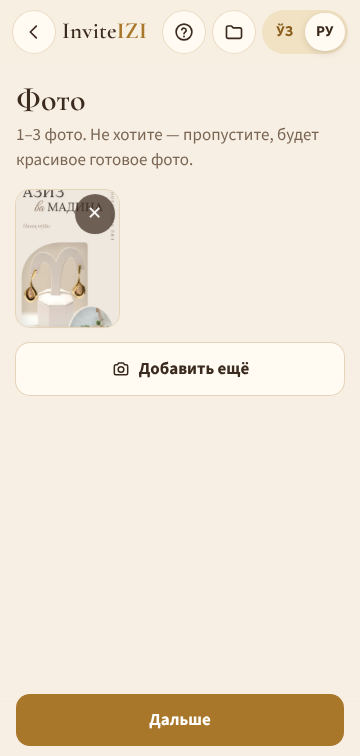 InviteIZI
ЎЗ
РУ
Фото
1–3 фото. Не хотите — пропустите, будет
красивое готовое фото.
АЗИЗ
ва МАДИНА
Добавить ещё
Дальше